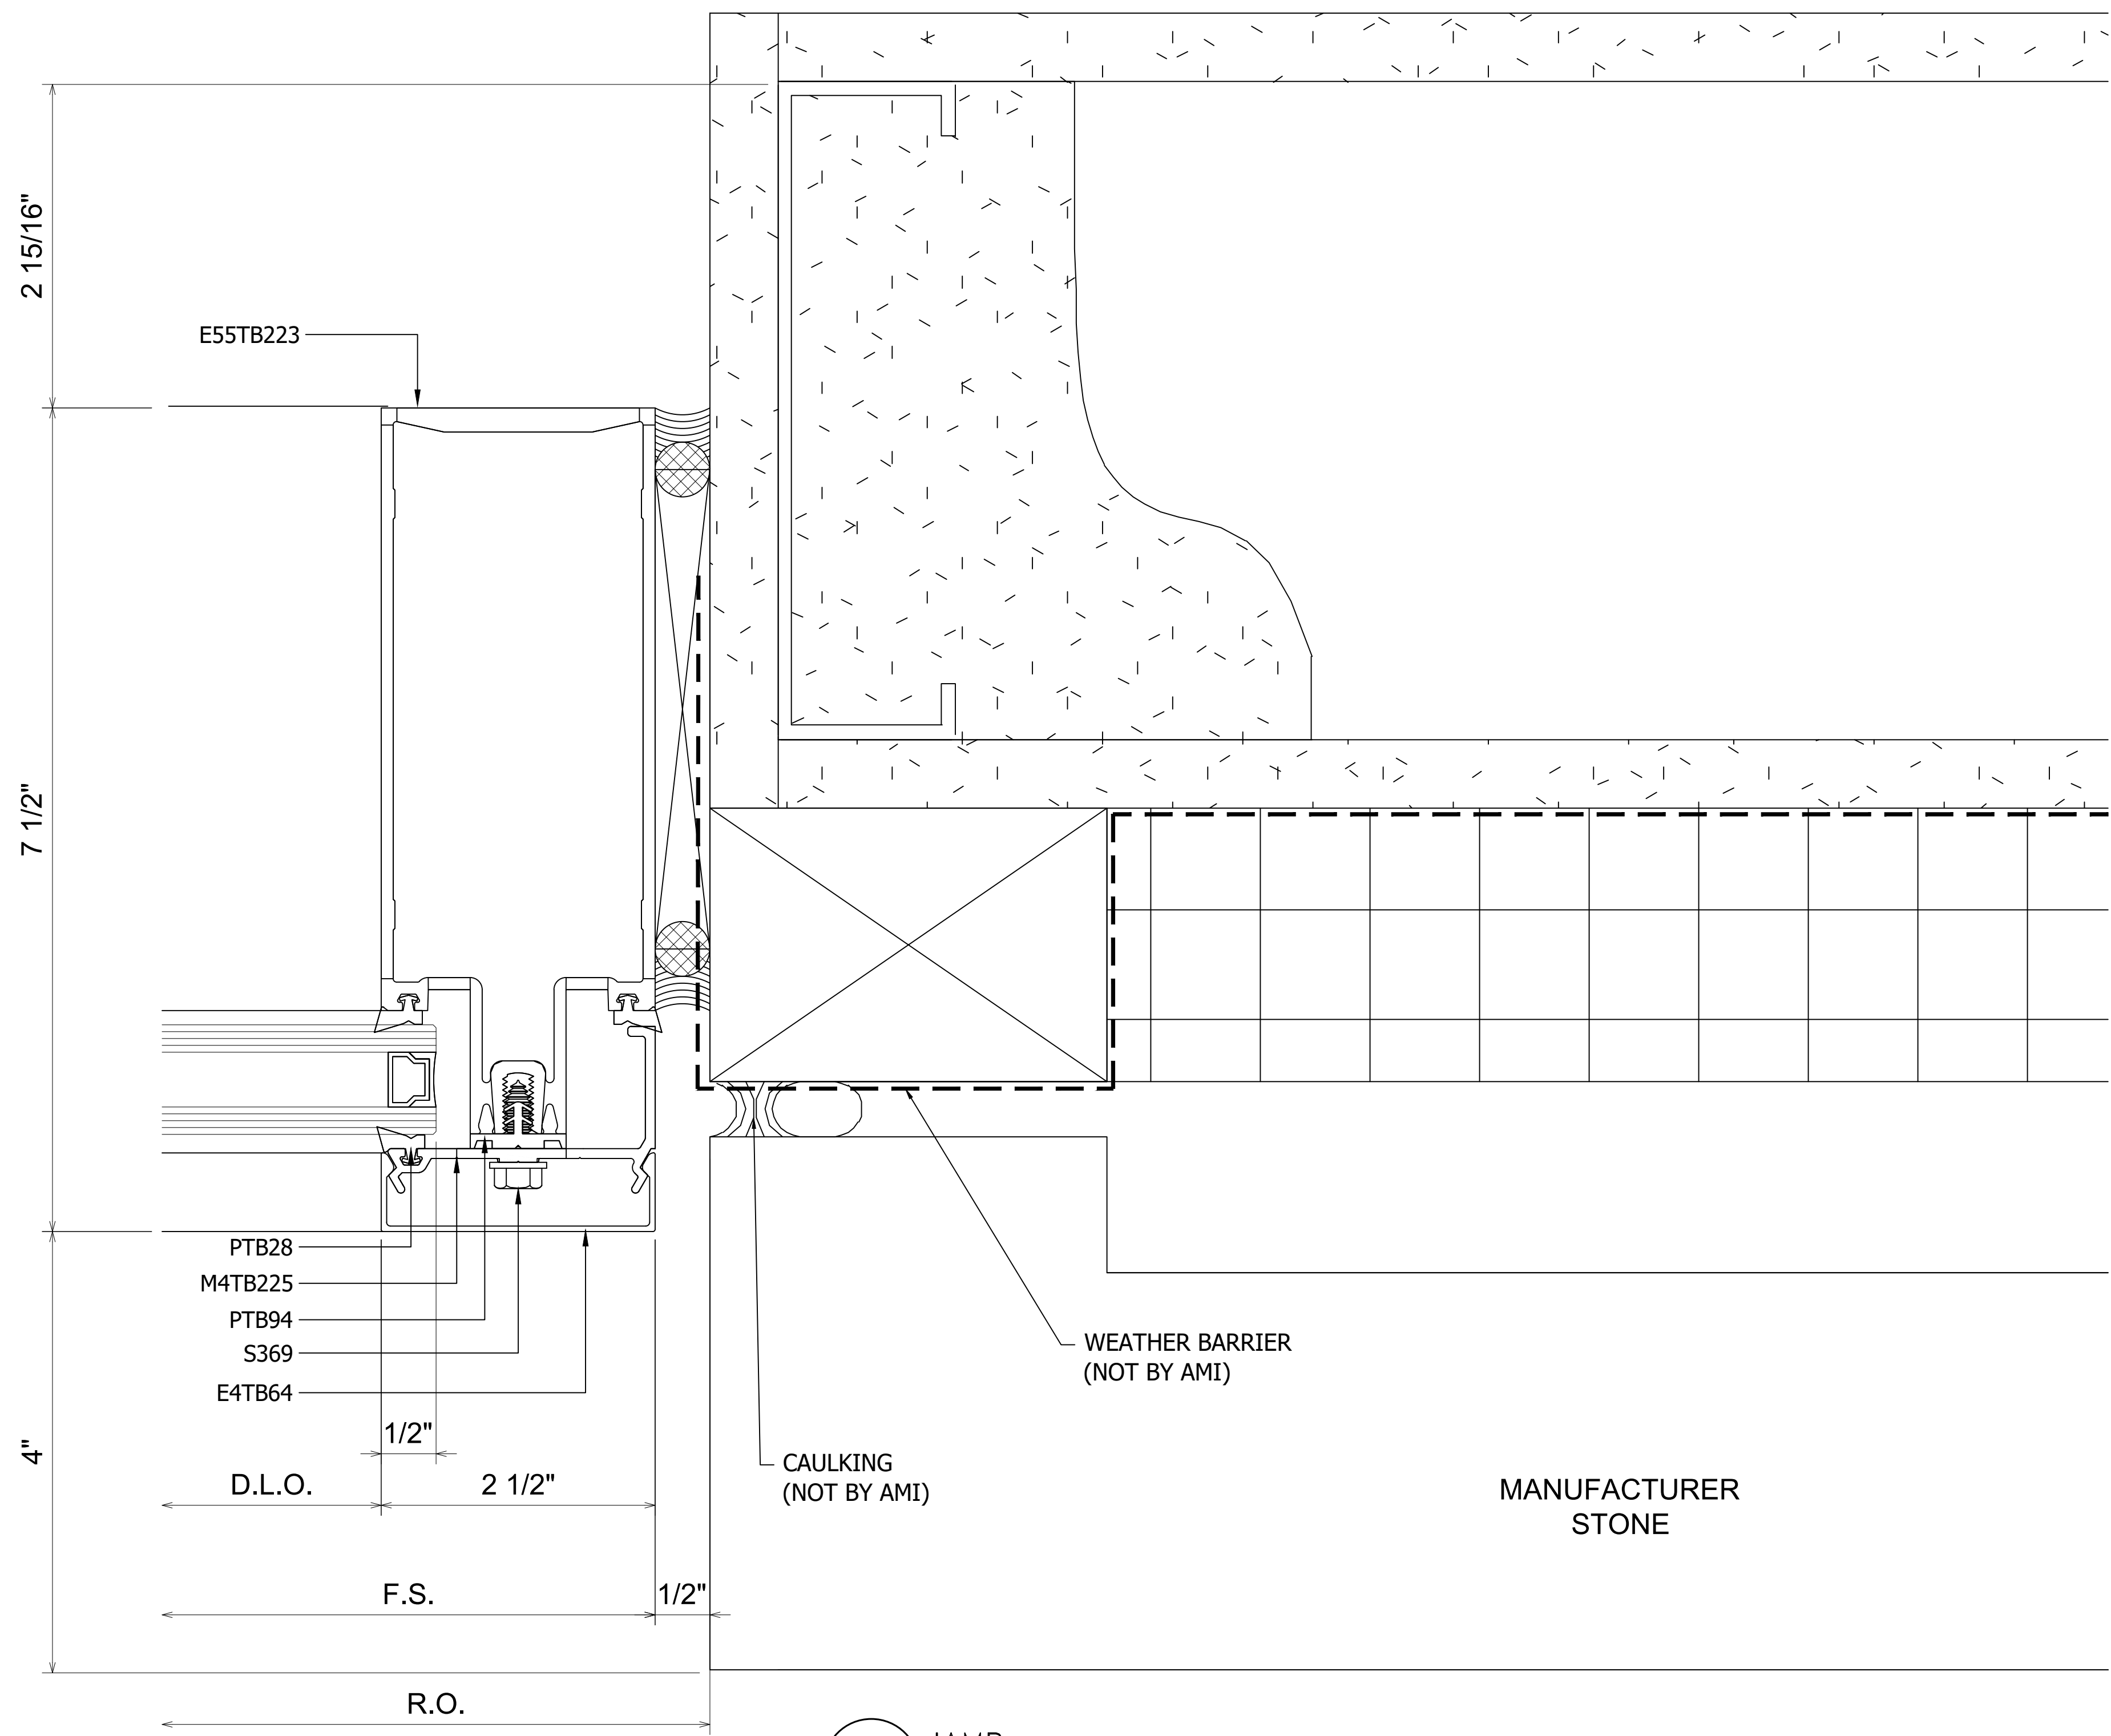 2 15/16"
E55TB223
7 1/2"
PTB28
M4TB225
PTB94
S369
E4TB64
WEATHER BARRIER
(NOT BY AMI)
1/2"
4"
CAULKING
(NOT BY AMI)
D.L.O.
2 1/2"
MANUFACTURER
STONE
F.S.
1/2"
R.O.